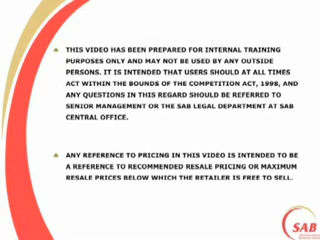 THIS VIDEO HAS BEEN PREPARED FOR INTERNAL TRAINING
PURPOSES ONLY AND MAY NOT BE USED BY ANY OUTSIDE
PERSONS. IT IS INTENDED THAT USERS SHOULD AT ALL TIMES
ACT WITHIN THE BOUNDS OF THE COMPETITION ACT, 1998, AND
ANY QUESTIONS IN THIS REGARD SHOULD BE REFERRED TO
SENIOR MANAGEMENT OR THE SAB LEGAL DEPARTMENT AT SAB
CENTRAL OFFICE.
ANY REFERENCE TO PRICING IN THIS VIDEO IS INTENDED TO BE
A REFERENCE TO RECOMMENDED RESALE PRICING OR MAXIMUM
RESALE PRICES BELOW WHICH THE RETAILER IS FREE TO SELL.
SAB